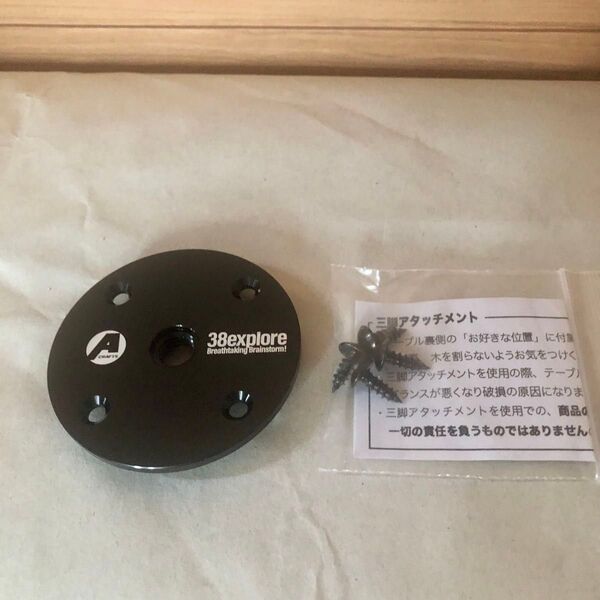 A
CRAFTS
38explore
Breathtaking Brainstorm!
三脚アタッチメント
ーブル裏側の「お好きな位置」に付属
木を割らないようお気をつけく
三脚アタッチメントを使用の際、テーブル
バランスが悪くなり破損の原因になりま
・三脚アタッチメントを使用での、商品の
一切の責任を負うものではありません